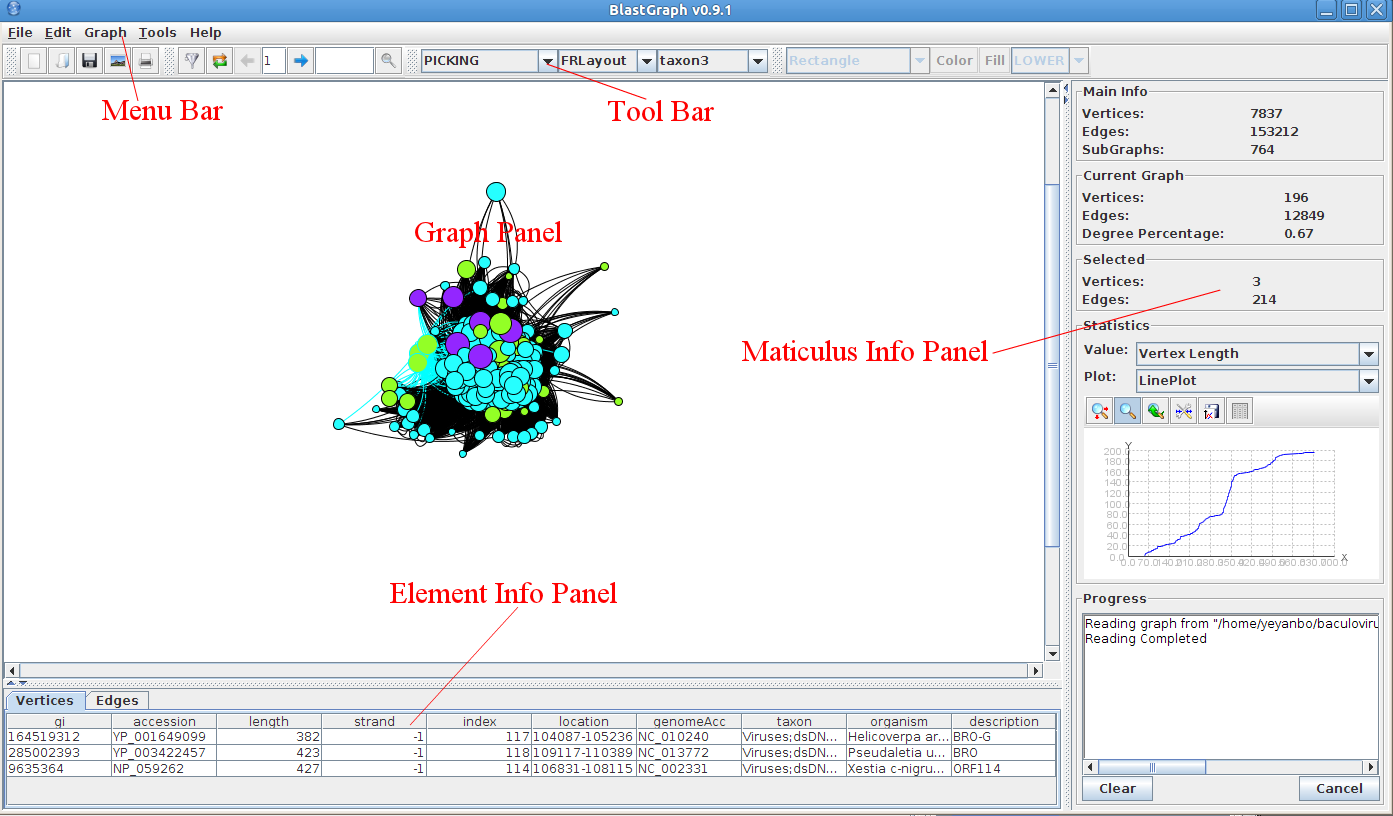 BlastGraph v0.9.1
File Edit Graph Tools Help
1 PICKING FRLayout taxon3 Rectangle Color Fill LOWER
Menu Bar
Tool Bar
Graph Panel
Maticulus Info Panel
Element Info Panel
Main Info
Vertices: 7837
Edges: 153212
SubGraphs: 764
Current Graph
Vertices: 196
Edges: 12849
Degree Percentage: 0.67
Selected
Vertices: 3
Edges: 214
Statistics
Value: Vertex Length
Plot: LinePlot
Y
200.0
180.0
160.0
140.0
120.0
100.0
80.0
60.0
40.0
20.0
0.0
X
Progress
Reading graph from "/home/yeyanbo/baculoviru
Reading Completed
Clear Cancel
Vertices Edges
gi accession length strand index location genomeAcc taxon organism description
164519312 YP_001649099 382 -1 117 104087-105236 NC_010240 Viruses;dsDN... Helicoverpa ar... BRO-G
285002393 YP_003422457 423 -1 118 109117-110389 NC_013772 Viruses;dsDN... Pseudaletia u... BRO
9635364 NP_059262 427 -1 114 106831-108115 NC_002331 Viruses;dsDN... Xestia c-nigru... ORF114